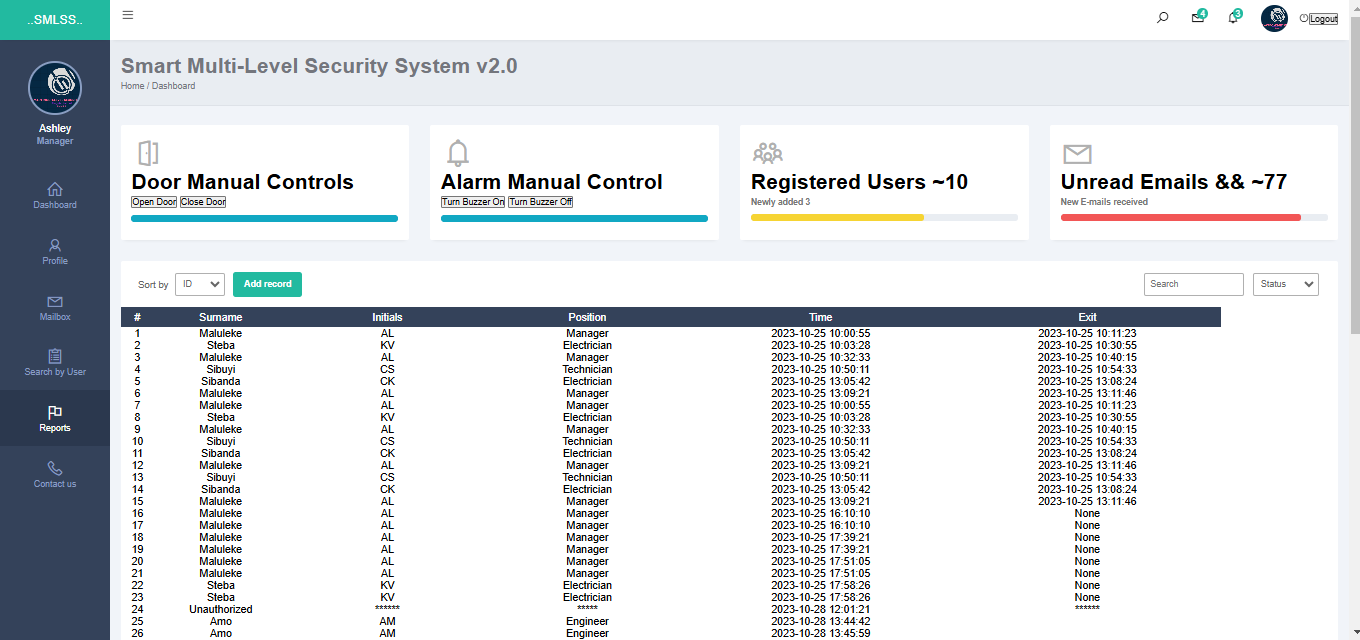 ..SMLSS..
4
3
Logout
Smart Multi-Level Security System v2.0
Home / Dashboard
Ashley
Manager
Dashboard
Profile
Mailbox
Search by User
Reports
Contact us
Door Manual Controls
Open Door Close Door
Alarm Manual Control
Turn Buzzer On Turn Buzzer Off
Registered Users ~10
Newly added 3
Unread Emails && ~77
New E-mails received
Sort by ID Add record Search Status
# Surname Initials Position Time Exit
1 Maluleke AL Manager 2023-10-25 10:00:55 2023-10-25 10:11:23
2 Steba KV Electrician 2023-10-25 10:03:28 2023-10-25 10:30:55
3 Maluleke AL Manager 2023-10-25 10:32:33 2023-10-25 10:40:15
4 Sibuyi CS Technician 2023-10-25 10:50:11 2023-10-25 10:54:33
5 Sibanda CK Electrician 2023-10-25 13:05:42 2023-10-25 13:08:24
6 Maluleke AL Manager 2023-10-25 13:09:21 2023-10-25 13:11:46
7 Maluleke AL Manager 2023-10-25 10:00:55 2023-10-25 10:11:23
8 Steba KV Electrician 2023-10-25 10:03:28 2023-10-25 10:30:55
9 Maluleke AL Manager 2023-10-25 10:32:33 2023-10-25 10:40:15
10 Sibuyi CS Technician 2023-10-25 10:50:11 2023-10-25 10:54:33
11 Sibanda CK Electrician 2023-10-25 13:05:42 2023-10-25 13:08:24
12 Maluleke AL Manager 2023-10-25 13:09:21 2023-10-25 13:11:46
13 Sibuyi CS Technician 2023-10-25 10:50:11 2023-10-25 10:54:33
14 Sibanda CK Electrician 2023-10-25 13:05:42 2023-10-25 13:08:24
15 Maluleke AL Manager 2023-10-25 13:09:21 2023-10-25 13:11:46
16 Maluleke AL Manager 2023-10-25 16:10:10 None
17 Maluleke AL Manager 2023-10-25 16:10:10 None
18 Maluleke AL Manager 2023-10-25 17:39:21 None
19 Maluleke AL Manager 2023-10-25 17:39:21 None
20 Maluleke AL Manager 2023-10-25 17:51:05 None
21 Maluleke AL Manager 2023-10-25 17:51:05 None
22 Steba KV Electrician 2023-10-25 17:58:26 None
23 Steba KV Electrician 2023-10-25 17:58:26 None
24 Unauthorized ****** ***** 2023-10-28 12:01:21 ******
25 Amo AM Engineer 2023-10-28 13:44:42
26 Amo AM Engineer 2023-10-28 13:45:59